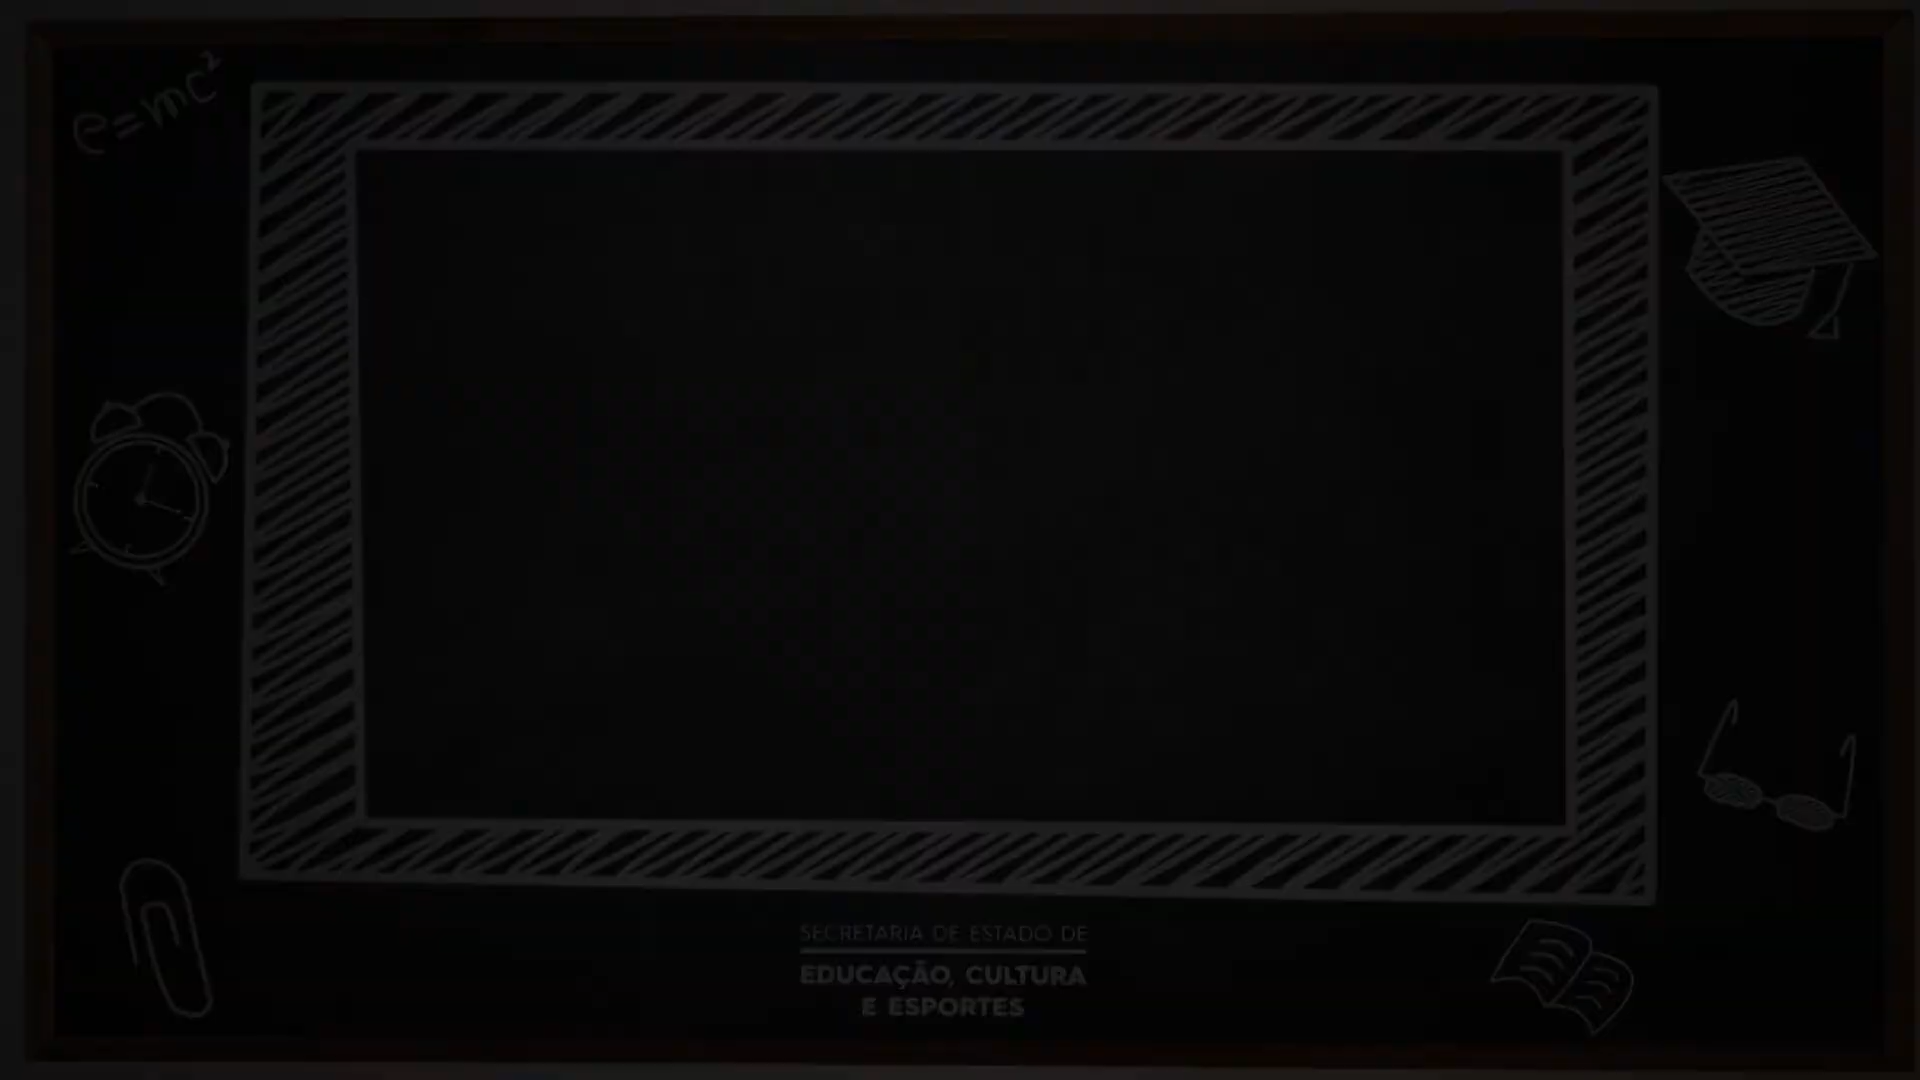 e=mc²
SECRETARIA DE ESTADO DE
EDUCAÇÃO, CULTURA
E ESPORTES